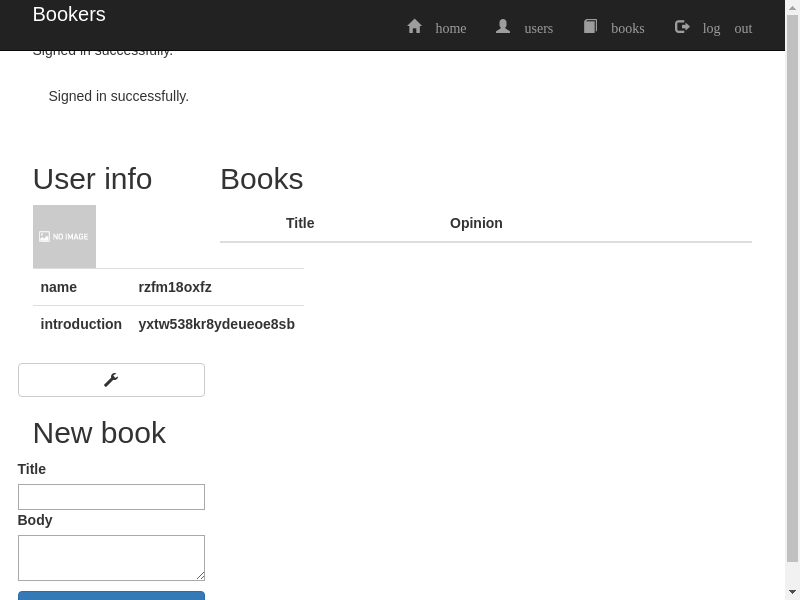 Bookers
home users books log out
Signed in successfully.
Signed in successfully.
User info
Books
NO IMAGE
Title Opinion
name rzfm18oxfz
introduction yxtw538kr8ydeueoe8sb
New book
Title
Body